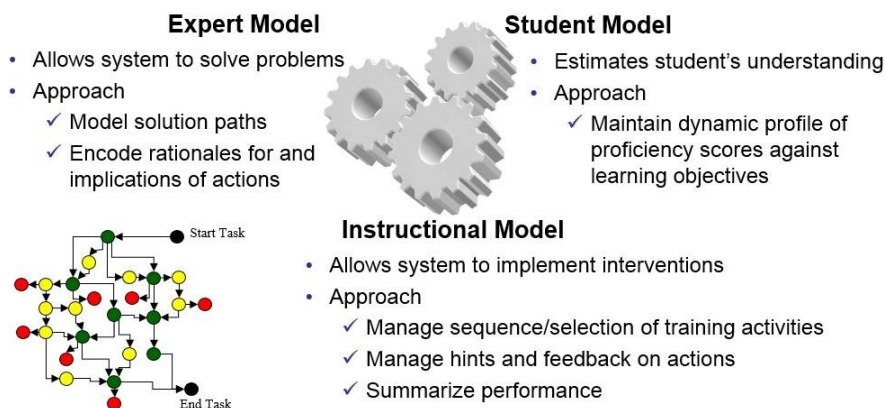 Expert Model
• Allows system to solve problems
• Approach
✓ Model solution paths
✓ Encode rationales for and
implications of actions
Student Model
• Estimates student’s understanding
• Approach
✓ Maintain dynamic profile of
proficiency scores against
learning objectives
Start Task
End Task
Instructional Model
• Allows system to implement interventions
• Approach
✓ Manage sequence/selection of training activities
✓ Manage hints and feedback on actions
✓ Summarize performance